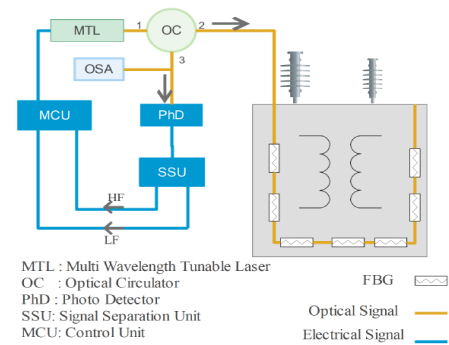 MTL
1
OC
2
3
OSA
MCU
PhD
SSU
HF
LF
MTL : Multi Wavelength Tunable Laser
OC : Optical Circulator
PhD : Photo Detector
SSU: Signal Separation Unit
MCU: Control Unit
FBG
Optical Signal
Electrical Signal